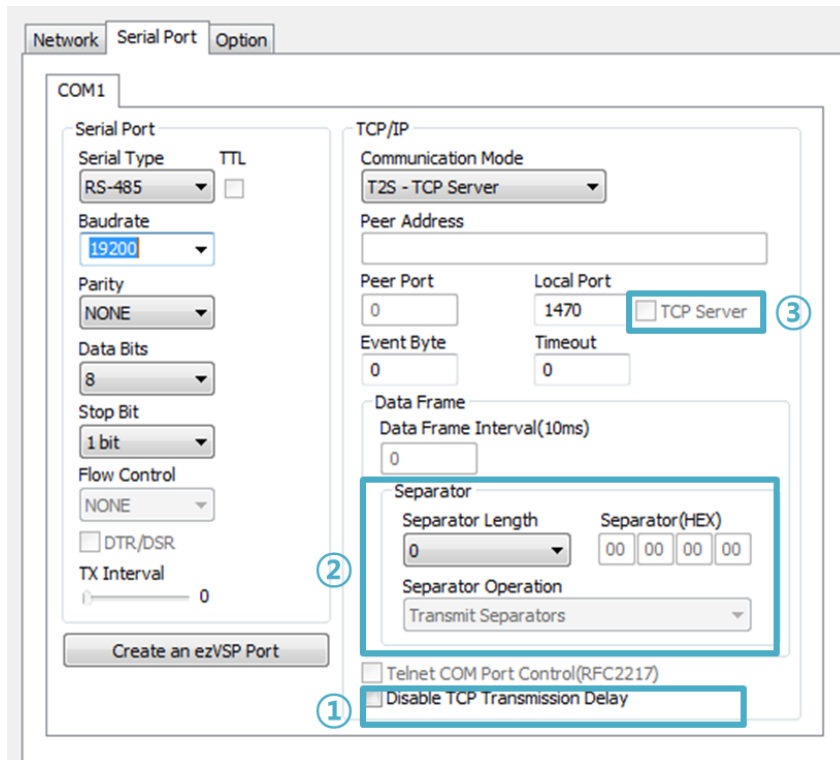 Network Serial Port Option
COM1
Serial Port
Serial Type TTL
RS-485
Baudrate
19200
Parity
NONE
Data Bits
8
Stop Bit
1 bit
Flow Control
NONE
DTR/DSR
TX Interval
0
Create an ezVSP Port
TCP/IP
Communication Mode
T2S - TCP Server
Peer Address
Peer Port Local Port
0 1470 TCP Server ③
Event Byte Timeout
0 0
Data Frame
Data Frame Interval(10ms)
0
Separator
Separator Length Separator(HEX)
0 00 00 00 00
②
Separator Operation
Transmit Separators
Telnet COM Port Control(RFC2217)
① Disable TCP Transmission Delay